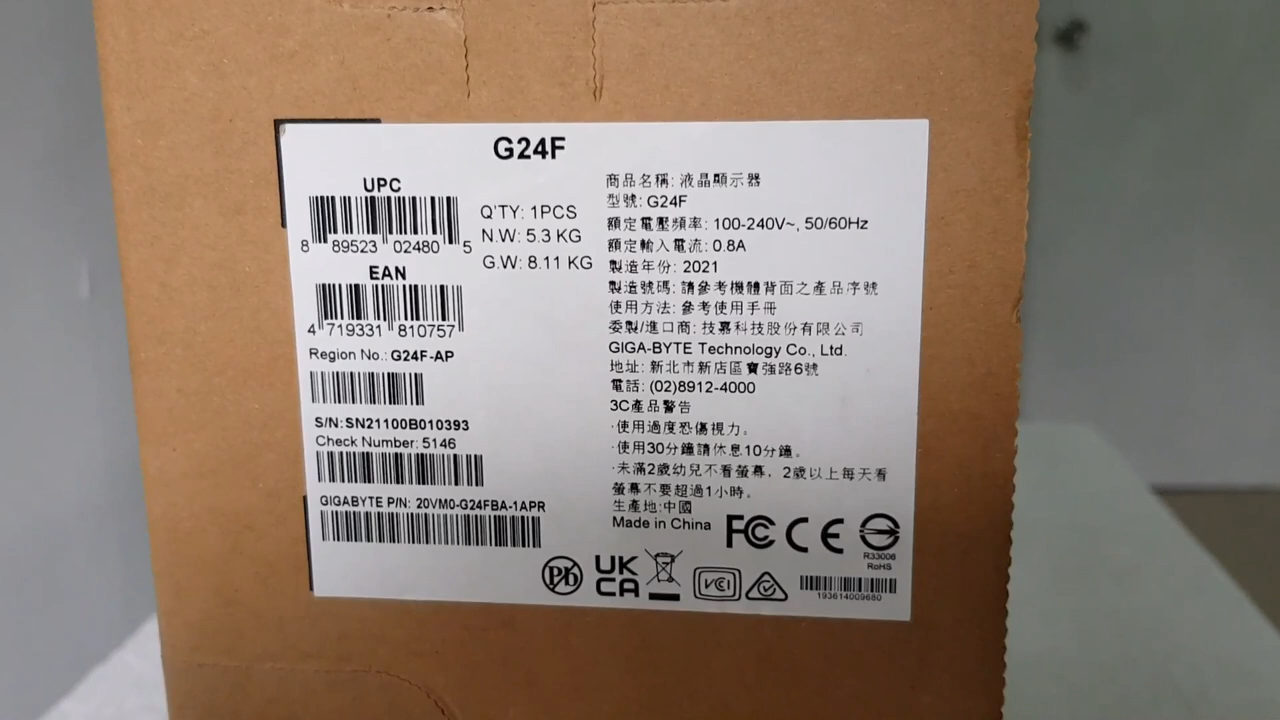 G24F
UPC
8 89523 02480 5
EAN
4 719331 810757
Region No.: G24F-AP
S/N: SN21100B010393
Check Number: 5146
GIGABYTE P/N: 20VM0-G24FBA-1APR
Q'TY: 1PCS
N.W: 5.3 KG
G.W: 8.11 KG
商品名稱: 液晶顯示器
型號: G24F
額定電壓頻率: 100-240V~, 50/60Hz
額定輸入電流: 0.8A
製造年份: 2021
製造號碼: 請參考機體背面之產品序號
使用方法: 參考使用手冊
委製/進口商: 技嘉科技股份有限公司
GIGA-BYTE Technology Co., Ltd.
地址: 新北市新店區寶強路6號
電話: (02)8912-4000
3C產品警告
·使用過度恐傷視力。
·使用30分鐘請休息10分鐘。
·未滿2歲幼兒不看螢幕，2歲以上每天看
螢幕不要超過1小時。
生產地:中國
Made in China
FC CE
R33008
RoHS
Pb
UK
CA
VCCI
193614009680